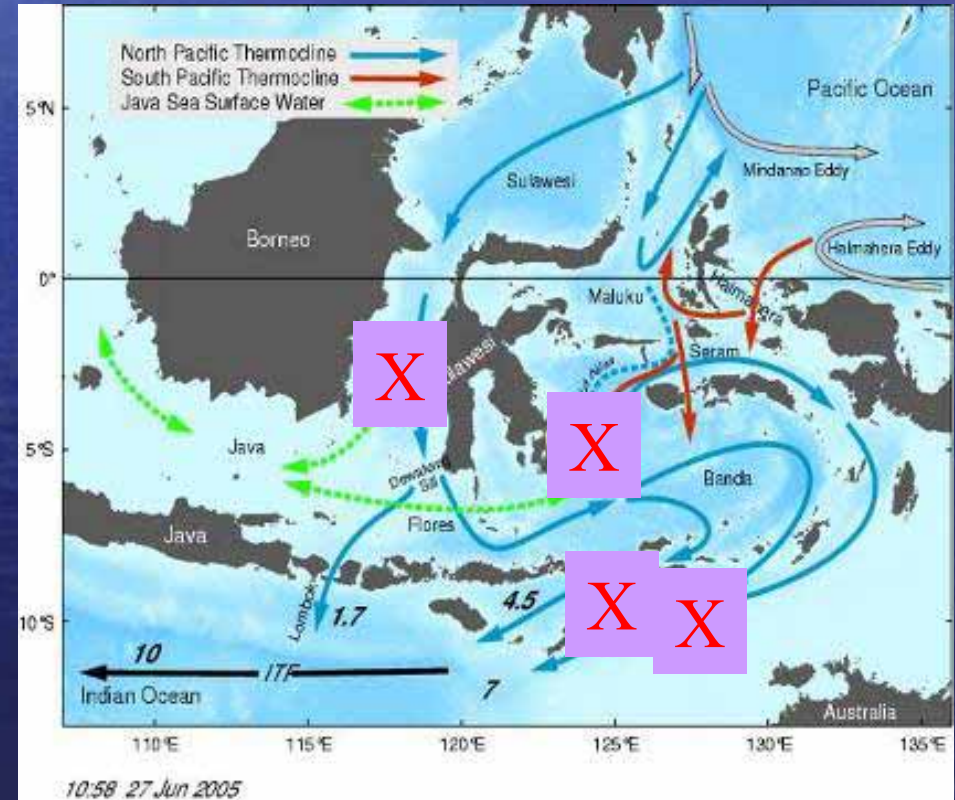 North Pacific Thermocline
South Pacific Thermocline
Java Sea Surface Water
Pacific Ocean
5°N
Mindanao Eddy
Sulawesi
Borneo
Halmahera Eddy
0°
Maluku
Halmahera
Seram
X
X
5°S
Java
Banda
Flores
Java
X
X
Lombok
1.7
4.5
10°S
10
ITF
7
Indian Ocean
Australia
110°E
115°E
120°E
125°E
130°E
135°E
10:58 27 Jun 2005